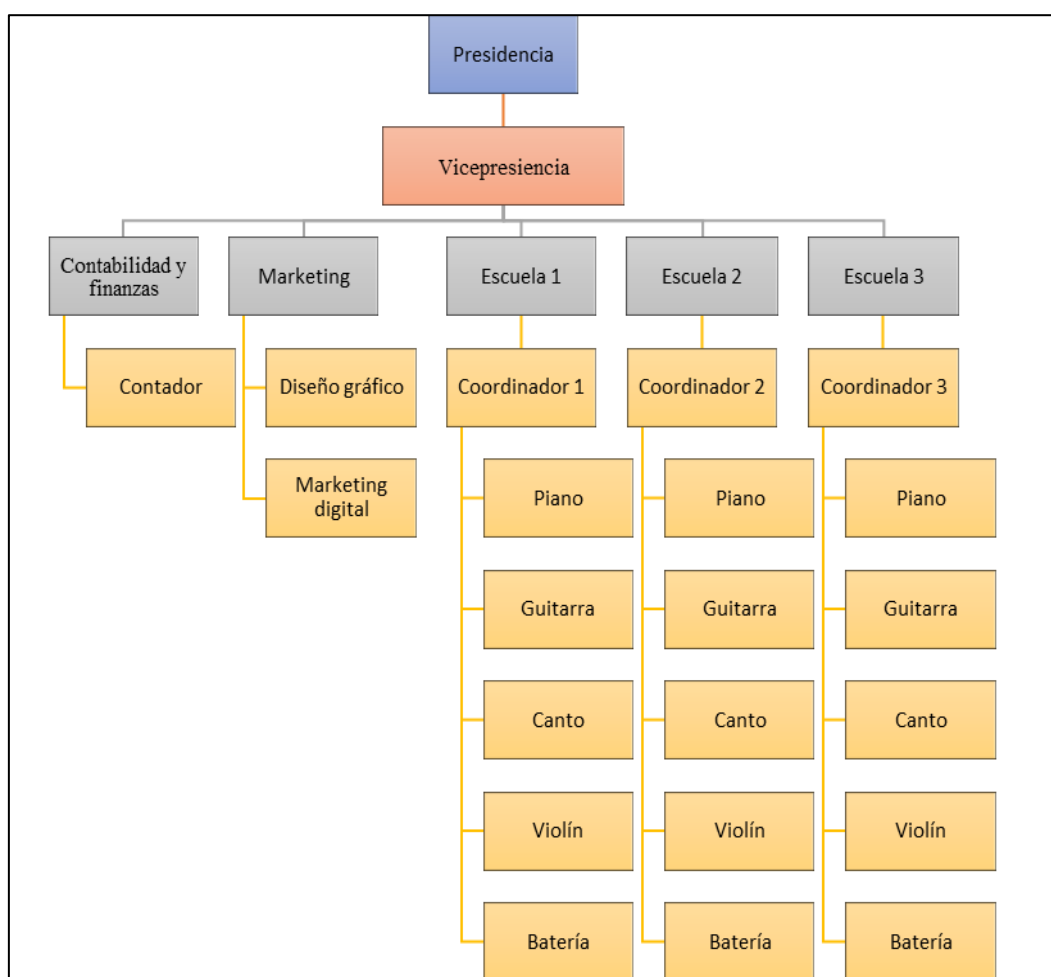 Presidencia
Vicepresiencia
Contabilidad y
finanzas
Marketing
Escuela 1
Escuela 2
Escuela 3
Contador
Diseño gráfico
Coordinador 1
Coordinador 2
Coordinador 3
Marketing
digital
Piano
Piano
Piano
Guitarra
Guitarra
Guitarra
Canto
Canto
Canto
Violín
Violín
Violín
Batería
Batería
Batería